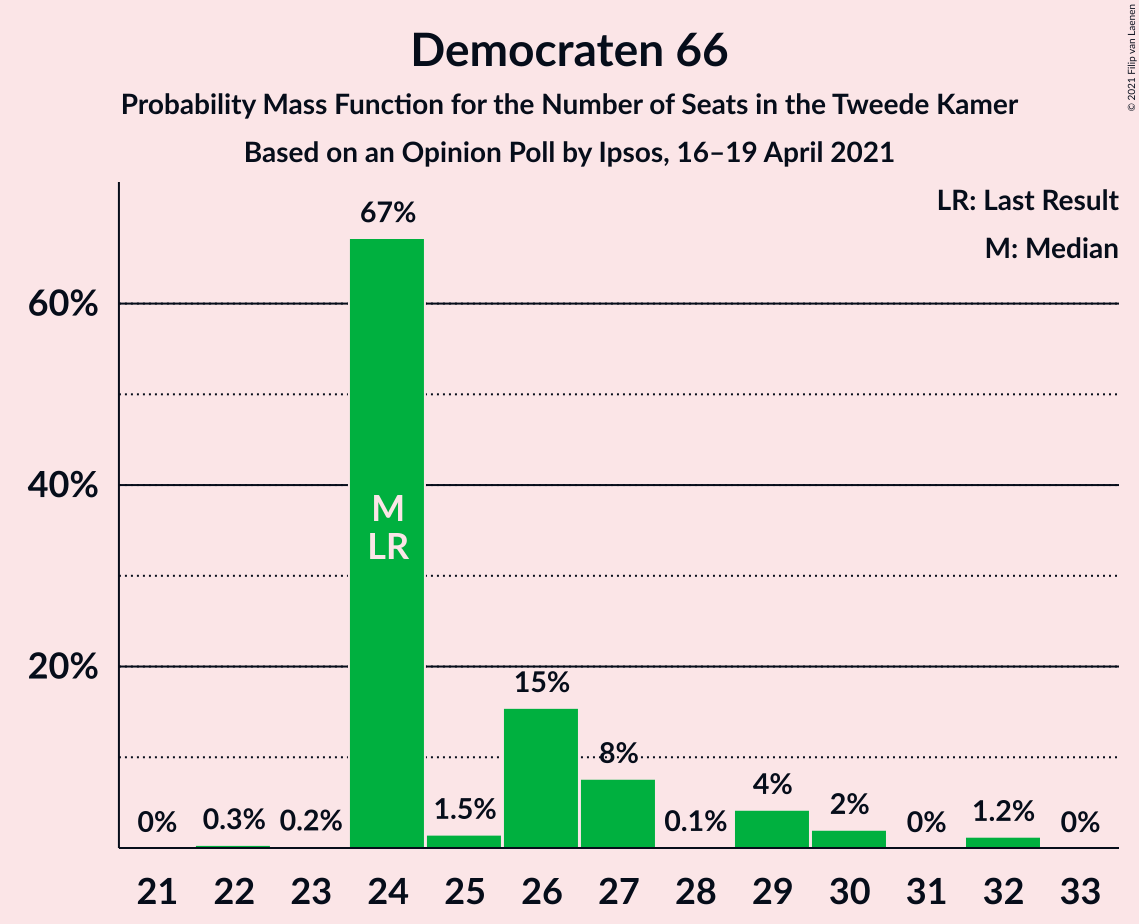 Democraten 66
Probability Mass Function for the Number of Seats in the Tweede Kamer
Based on an Opinion Poll by Ipsos, 16–19 April 2021
© 2021 Filip van Laenen
LR: Last Result
M: Median
60%
40%
20%
0%
0.3%
0.2%
67%
M
LR
1.5%
15%
8%
0.1%
4%
2%
0%
1.2%
0%
21 22 23 24 25 26 27 28 29 30 31 32 33